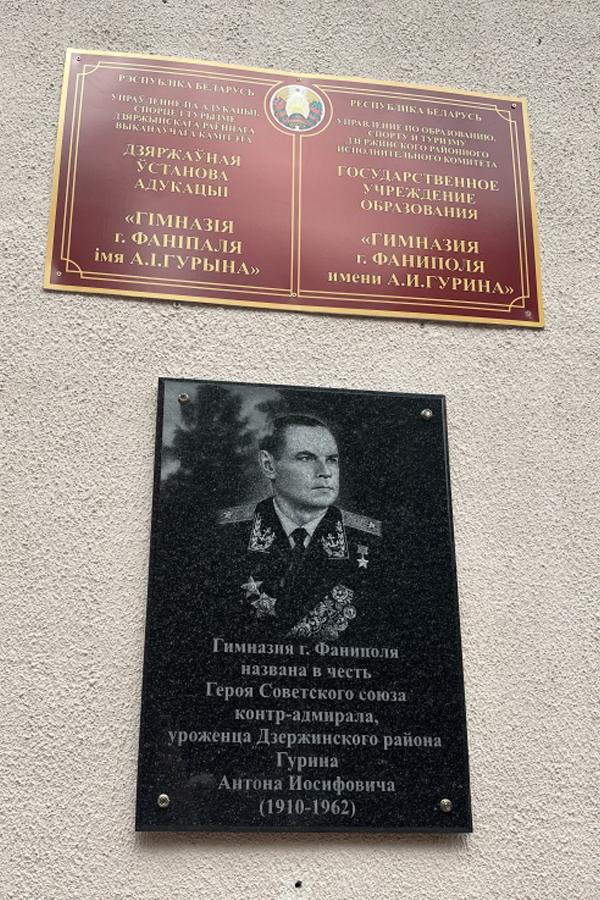 РЭСПУБЛІКА БЕЛАРУСЬ
УПРАЎЛЕННЕ ПА АДУКАЦЫІ,
СПОРЦЕ І ТУРЫЗМЕ
ДЗЯРЖЫНСКАГА РАЁННАГА
ВЫКАНАЎЧАГА КАМІТЭТА
ДЗЯРЖАЎНАЯ
ЎСТАНОВА
АДУКАЦЫІ
«ГІМНАЗІЯ
г. ФАНІПАЛЯ
імя А.І.ГУРЫНА»
РЕСПУБЛИКА БЕЛАРУСЬ
УПРАВЛЕНИЕ ПО ОБРАЗОВАНИЮ,
СПОРТУ И ТУРИЗМУ
ДЗЕРЖИНСКОГО РАЙОННОГО
ИСПОЛНИТЕЛЬНОГО КОМИТЕТА
ГОСУДАРСТВЕННОЕ
УЧРЕЖДЕНИЕ
ОБРАЗОВАНИЯ
«ГИМНАЗИЯ
г. ФАНИПОЛЯ
имени А.И.ГУРИНА»
Гимназия г. Фаниполя
названа в честь
Героя Советского союза
контр-адмирала,
уроженца Дзержинского района
Гурина
Антона Иосифовича
(1910-1962)